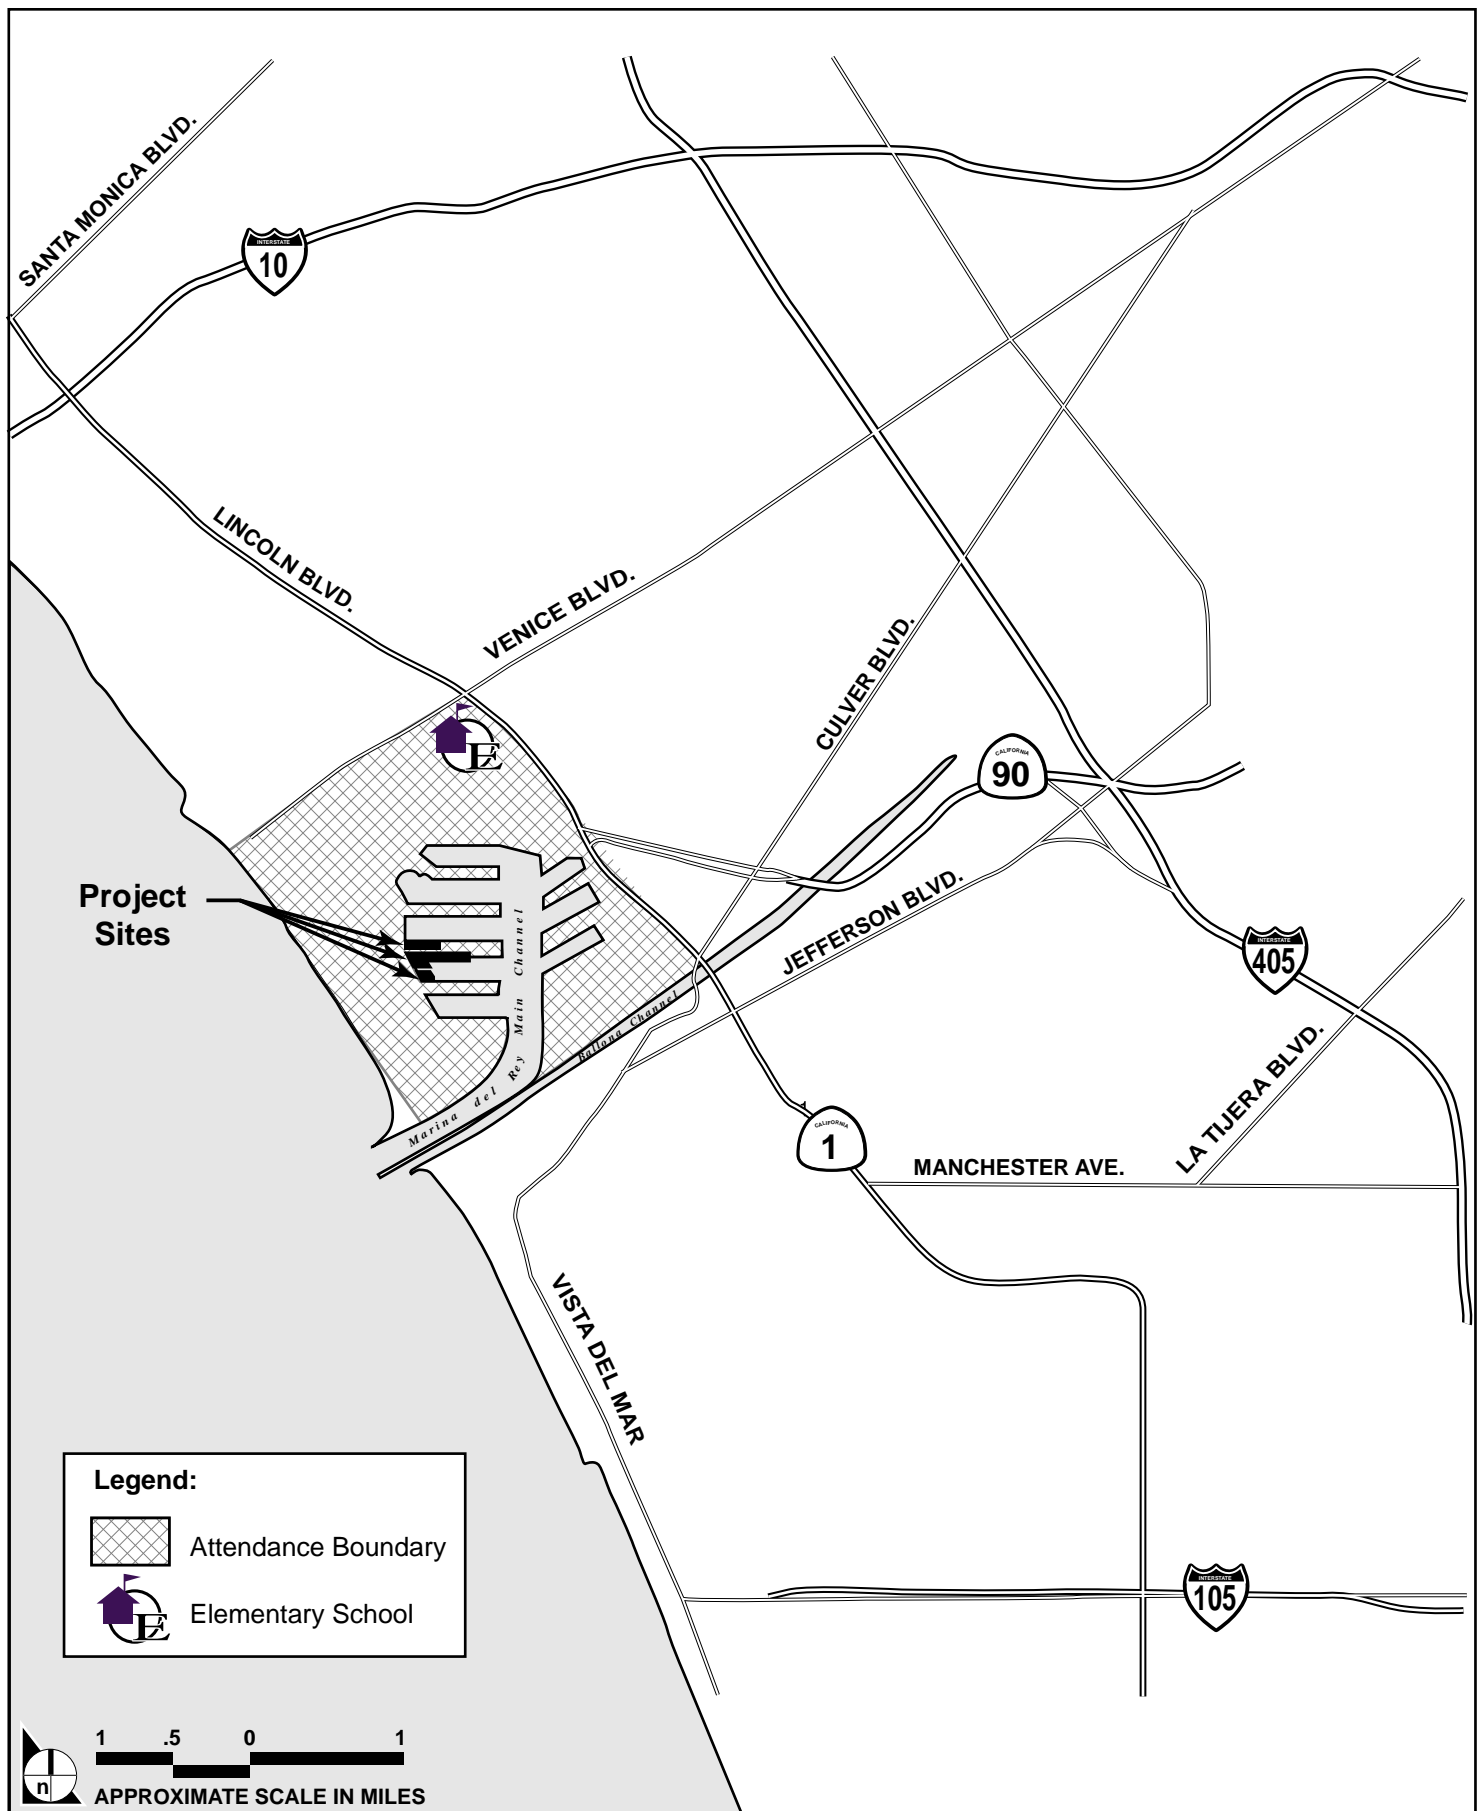 SANTA MONICA BLVD.
INTERSTATE
10
LINCOLN BLVD.
VENICE BLVD.
CULVER BLVD.
CALIFORNIA
90
Project
Sites
JEFFERSON BLVD.
INTERSTATE
405
Marina del Rey Main Channel
Ballona Channel
LA TIJERA BLVD.
CALIFORNIA
1
MANCHESTER AVE.
VISTA DEL MAR
Legend:
Attendance Boundary
E
Elementary School
E
INTERSTATE
105
1 .5 0 1
n
APPROXIMATE SCALE IN MILES